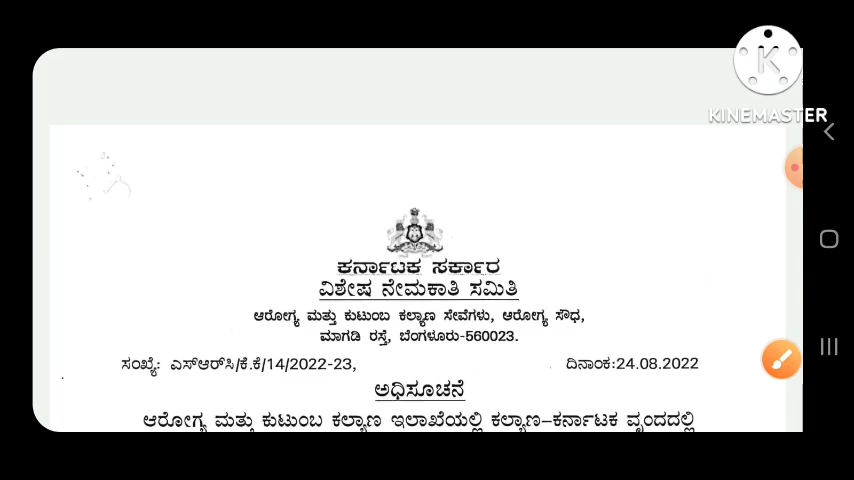 K
KINEMASTER
ಕರ್ನಾಟಕ ಸರ್ಕಾರ
ವಿಶೇಷ ನೇಮಕಾತಿ ಸಮಿತಿ
ಆರೋಗ್ಯ ಮತ್ತು ಕುಟುಂಬ ಕಲ್ಯಾಣ ಸೇವೆಗಳು, ಆರೋಗ್ಯ ಸೌಧ,
ಮಾಗಡಿ ರಸ್ತೆ, ಬೆಂಗಳೂರು-560023.
ಸಂಖ್ಯೆ: ಎಸ್ಆರ್‌ಸಿ/ಕೆ.ಕೆ/14/2022-23, ದಿನಾಂಕ:24.08.2022
ಅಧಿಸೂಚನೆ
ಆರೋಗ್ಯ ಮತ್ತು ಕುಟುಂಬ ಕಲ್ಯಾಣ ಇಲಾಖೆಯಲ್ಲಿ ಕಲ್ಯಾಣ–ಕರ್ನಾಟಕ ವೃಂದದಲ್ಲಿ